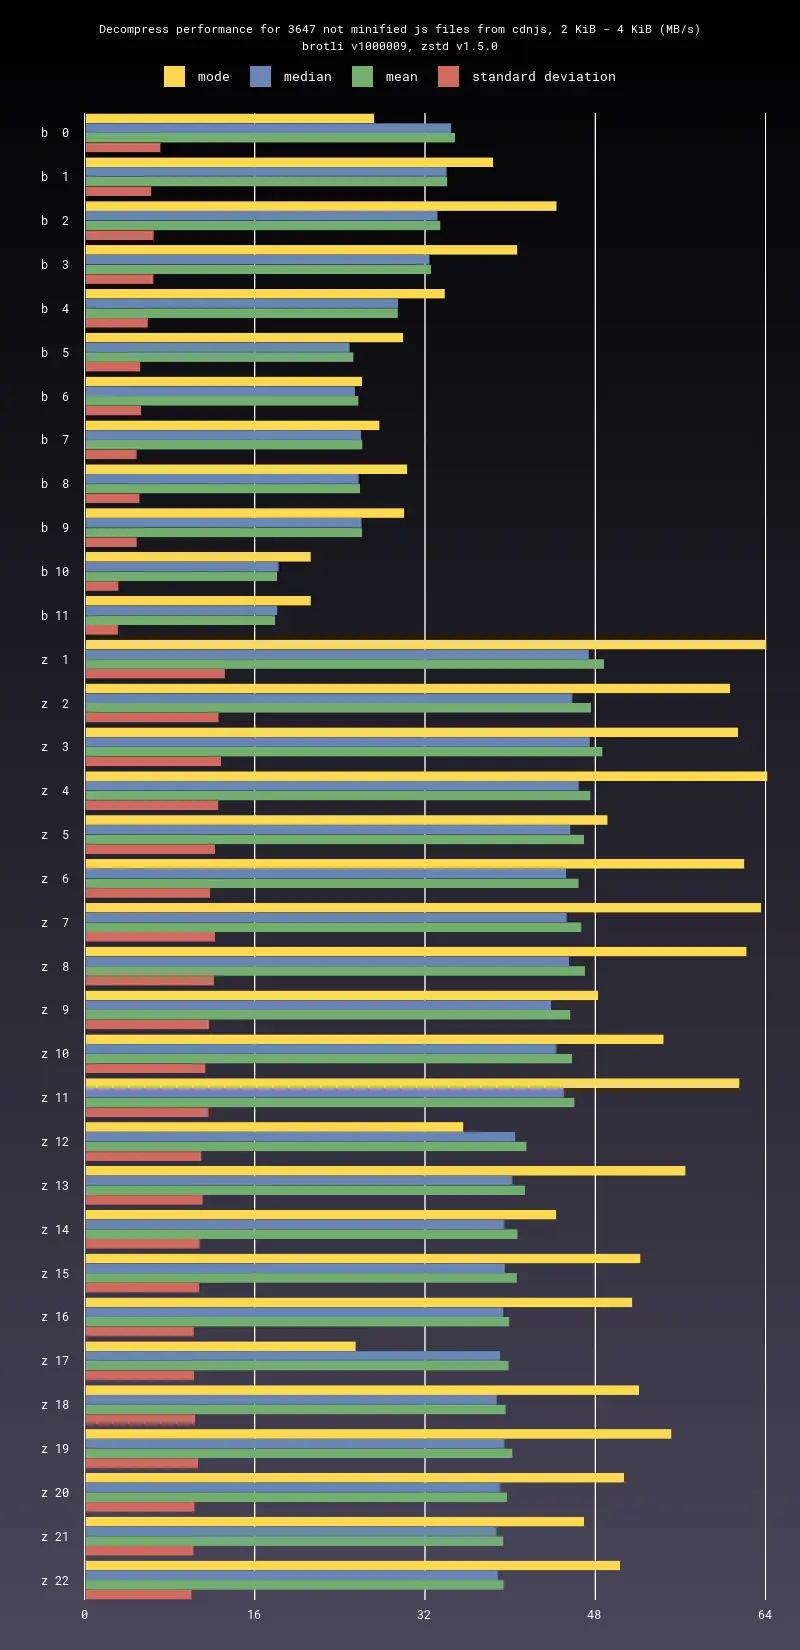 Decompress performance for 3647 not minified js files from cdnjs, 2 KiB - 4 KiB (MB/s)
brotli v1000009, zstd v1.5.0
mode median mean standard deviation
b 0
b 1
b 2
b 3
b 4
b 5
b 6
b 7
b 8
b 9
b 10
b 11
z 1
z 2
z 3
z 4
z 5
z 6
z 7
z 8
z 9
z 10
z 11
z 12
z 13
z 14
z 15
z 16
z 17
z 18
z 19
z 20
z 21
z 22
0 16 32 48 64